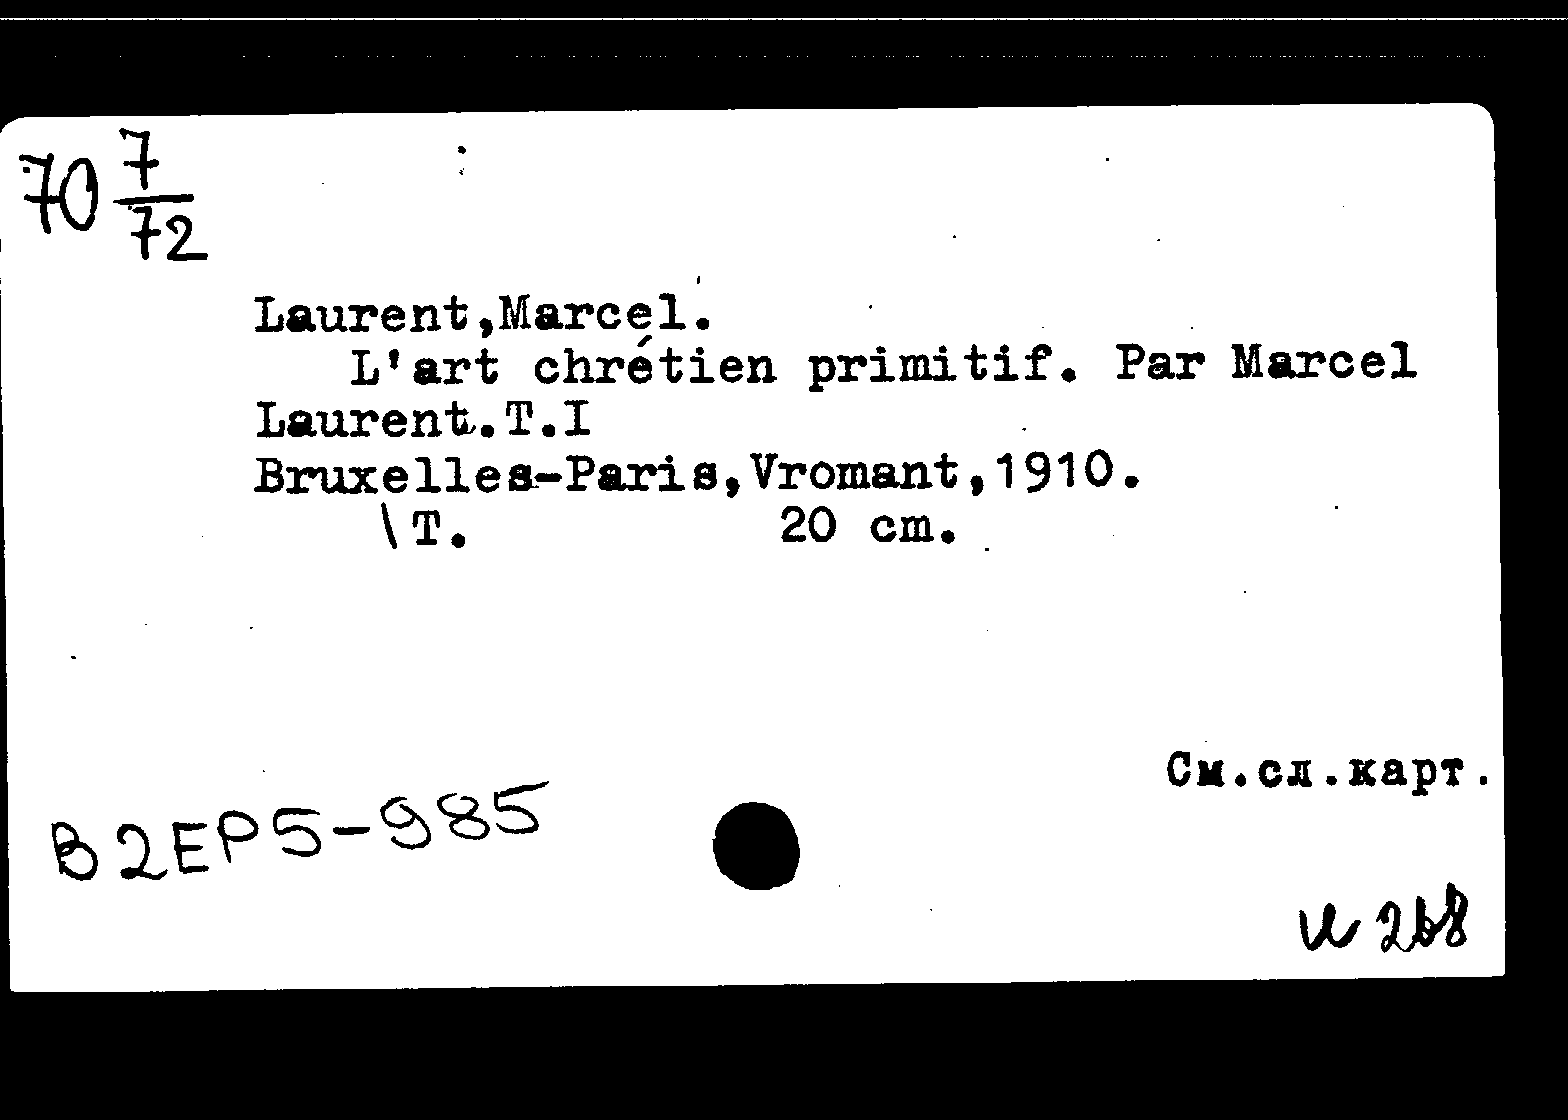 70 7/72
Laurent,Marcel.
L'art chrétien primitif. Par Marcel
Laurent.T.I
Bruxelles-Paris,Vromant,1910.
\T. 20 cm.
См.сл.карт.
B2EP5-985
и 268